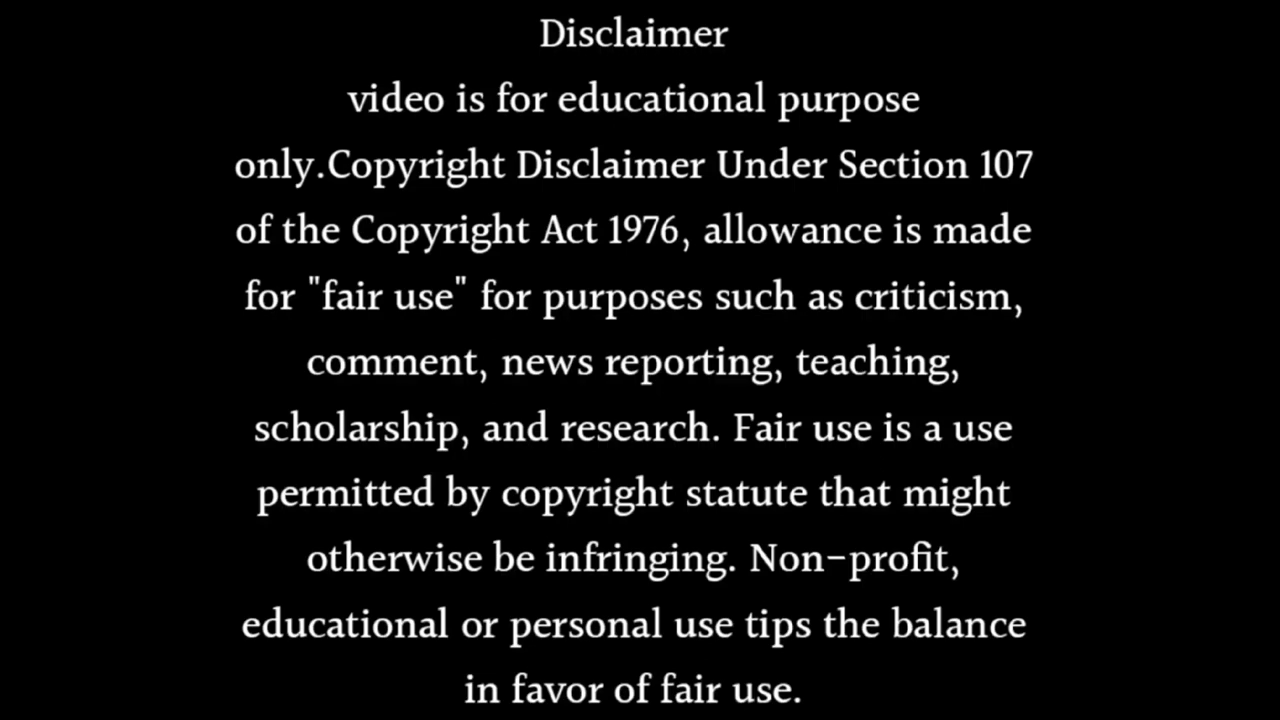 Disclaimer
video is for educational purpose
only.Copyright Disclaimer Under Section 107
of the Copyright Act 1976, allowance is made
for "fair use" for purposes such as criticism,
comment, news reporting, teaching,
scholarship, and research. Fair use is a use
permitted by copyright statute that might
otherwise be infringing. Non-profit,
educational or personal use tips the balance
in favor of fair use.